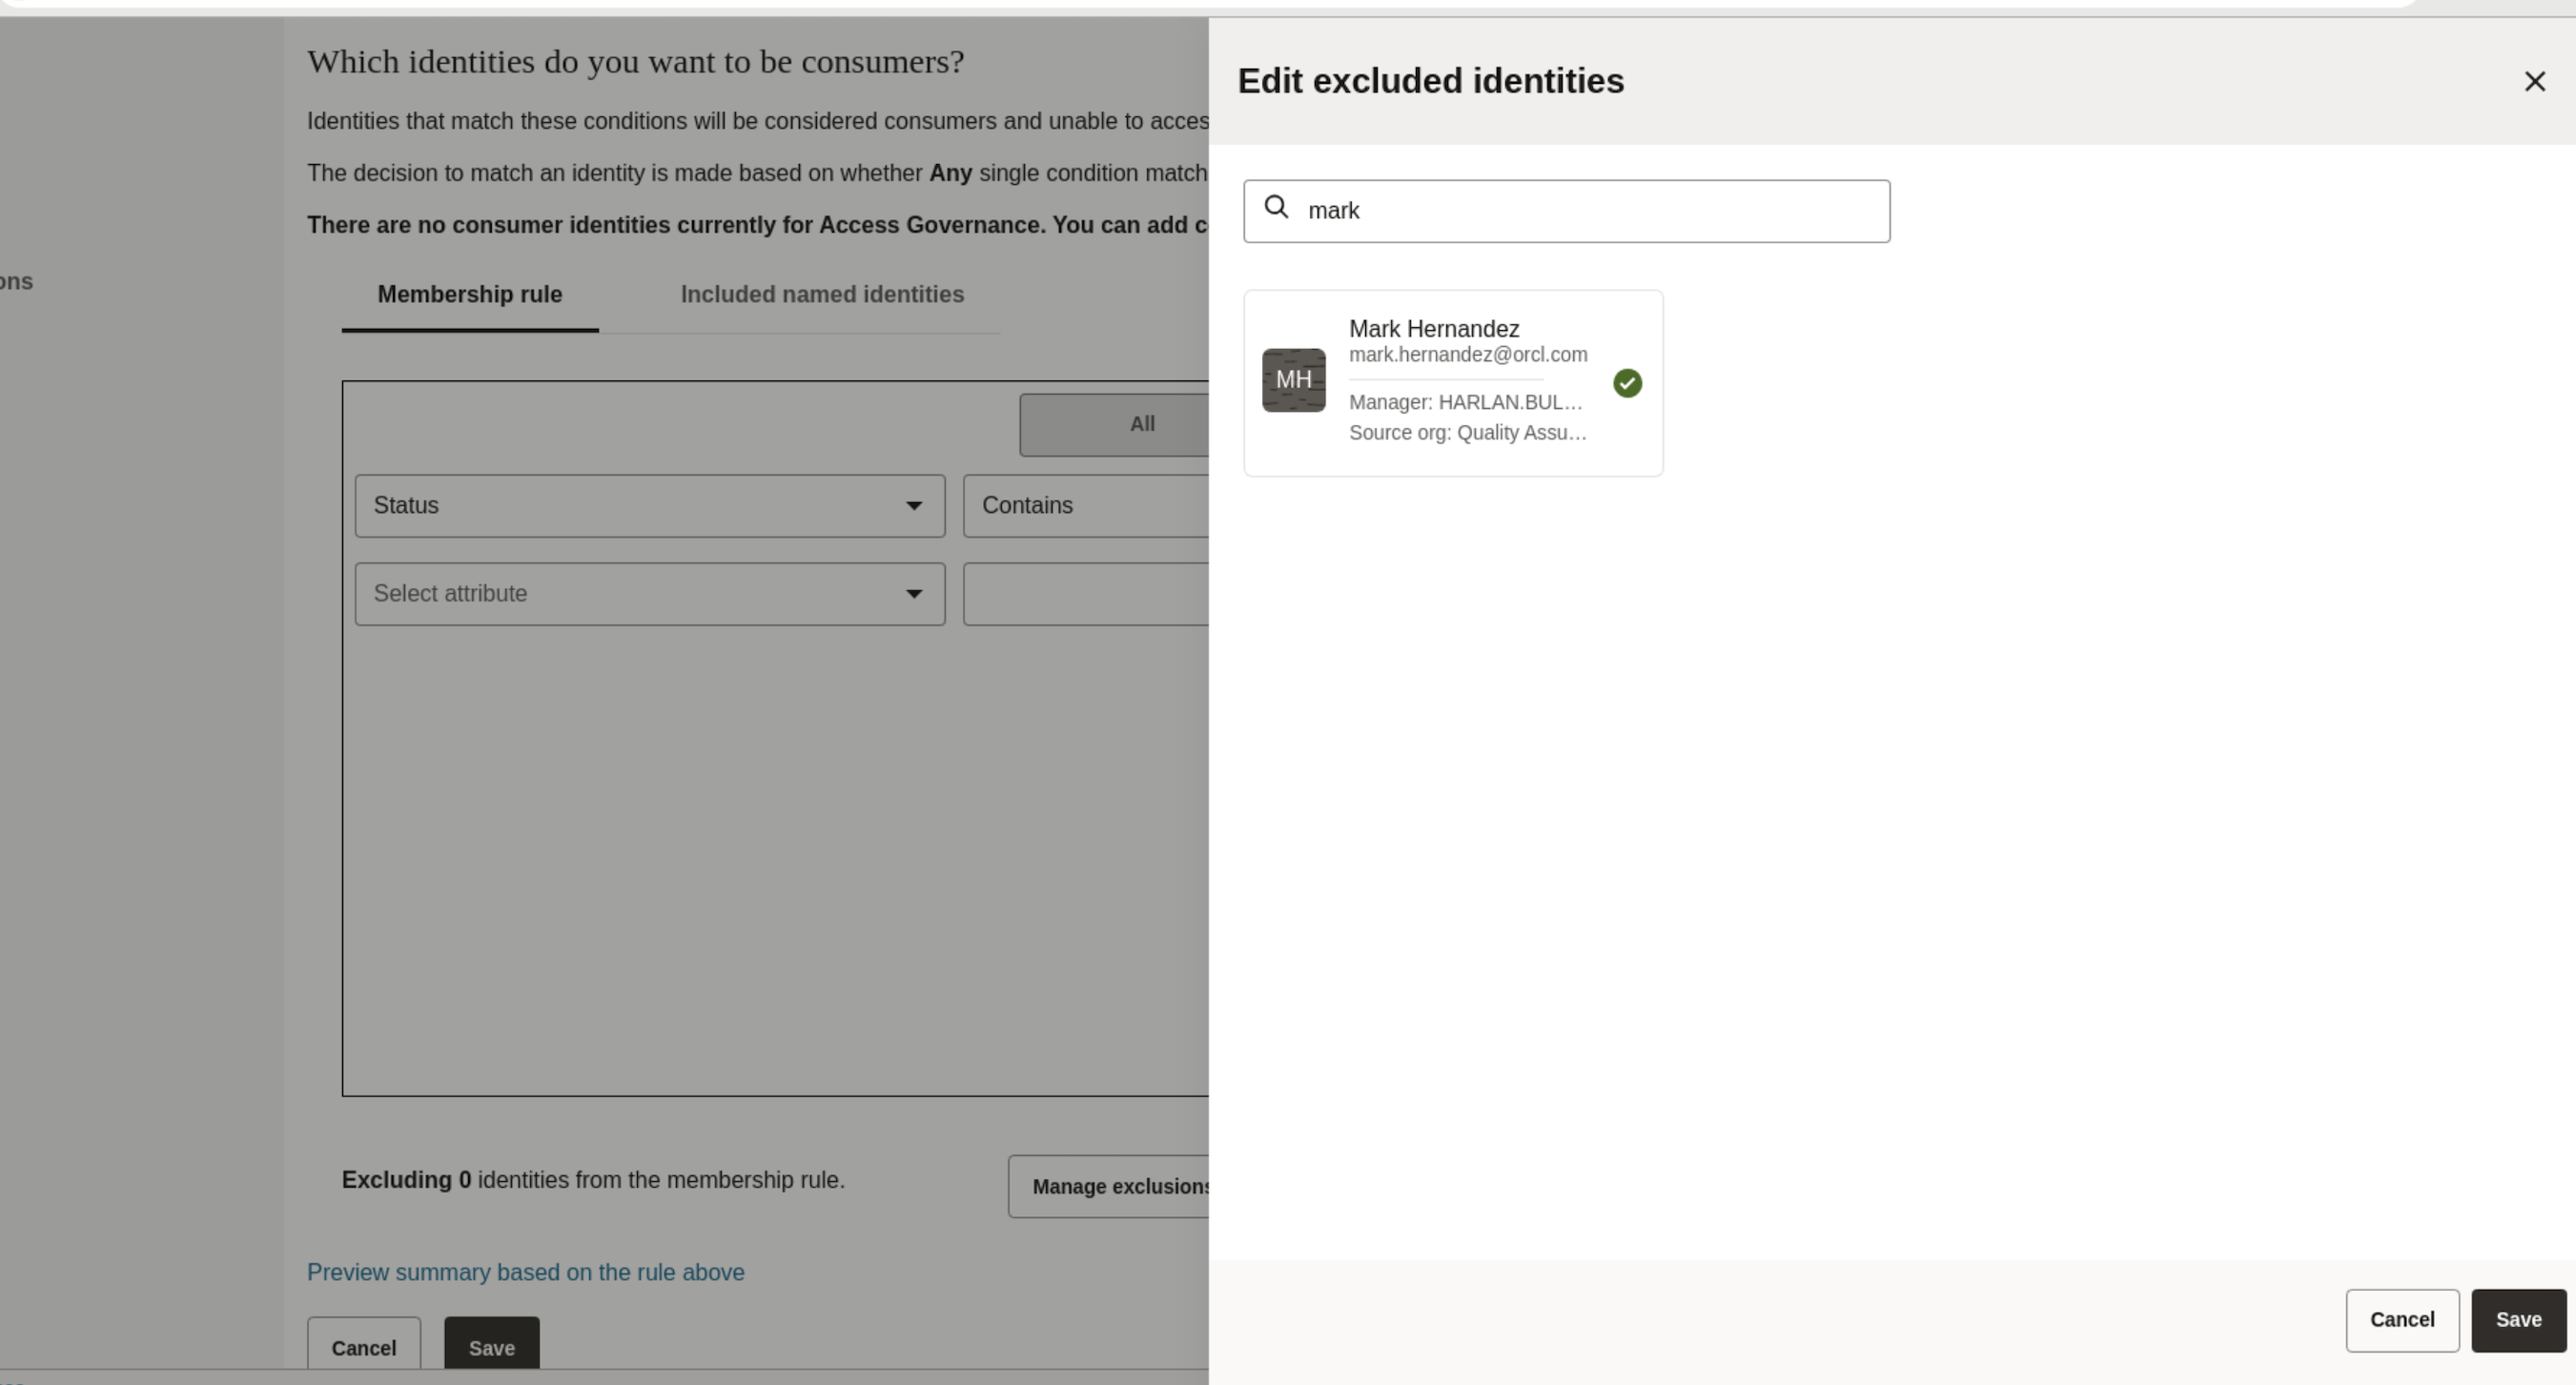 Which identities do you want to be consumers?
Identities that match these conditions will be considered consumers and unable to acces
The decision to match an identity is made based on whether Any single condition match
There are no consumer identities currently for Access Governance. You can add c
ons
Membership rule
Included named identities
All
Status
Contains
Select attribute
Excluding 0 identities from the membership rule.
Manage exclusions
Preview summary based on the rule above
Cancel
Save
Edit excluded identities
mark
MH
Mark Hernandez
mark.hernandez@orcl.com
Manager: HARLAN.BUL...
Source org: Quality Assu...
Cancel
Save